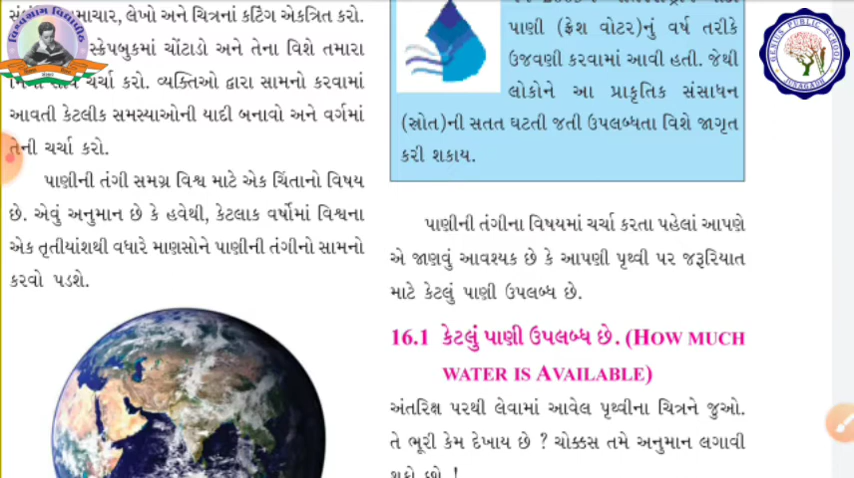 સમાચાર, લેખો અને ચિત્રનાં કટિંગ એકત્રિત કરો.
સ્ક્રેપબુકમાં ચોંટાડો અને તેના વિશે તમારા
ચર્ચા કરો. વ્યક્તિઓ દ્વારા સામનો કરવામાં
આવતી કેટલીક સમસ્યાઓની યાદી બનાવો અને વર્ગમાં
તેની ચર્ચા કરો.
પાણીની તંગી સમગ્ર વિશ્વ માટે એક ચિંતાનો વિષય
છે. એવું અનુમાન છે કે હવેથી, કેટલાક વર્ષોમાં વિશ્વના
એક તૃતીયાંશથી વધારે માણસોને પાણીની તંગીનો સામનો
કરવો પડશે.
પાણી (ફ્રેશ વોટર)નું વર્ષ તરીકે
ઉજવણી કરવામાં આવી હતી. જેથી
લોકોને આ પ્રાકૃતિક સંસાધન
(સ્રોત)ની સતત ઘટતી જતી ઉપલબ્ધતા વિશે જાગૃત
કરી શકાય.
પાણીની તંગીના વિષયમાં ચર્ચા કરતા પહેલાં આપણે
એ જાણવું આવશ્યક છે કે આપણી પૃથ્વી પર જરૂરિયાત
માટે કેટલું પાણી ઉપલબ્ધ છે.
16.1 કેટલું પાણી ઉપલબ્ધ છે. (HOW MUCH
WATER IS AVAILABLE)
અંતરિક્ષ પરથી લેવામાં આવેલ પૃથ્વીના ચિત્રને જુઓ.
તે ભૂરી કેમ દેખાય છે ? ચોક્કસ તમે અનુમાન લગાવી
શકો છો !
GENIUS PUBLIC SCHOOL
JUNAGADH